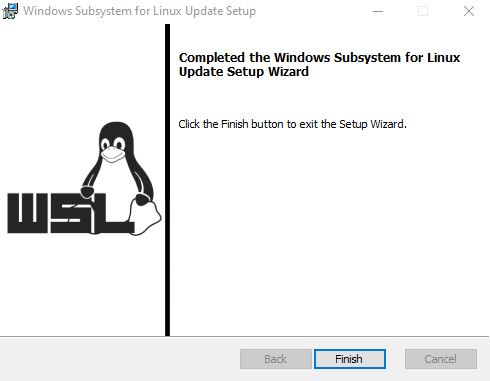 Windows Subsystem for Linux Update Setup
Completed the Windows Subsystem for Linux
Update Setup Wizard
Click the Finish button to exit the Setup Wizard.
WSL
Back
Finish
Cancel